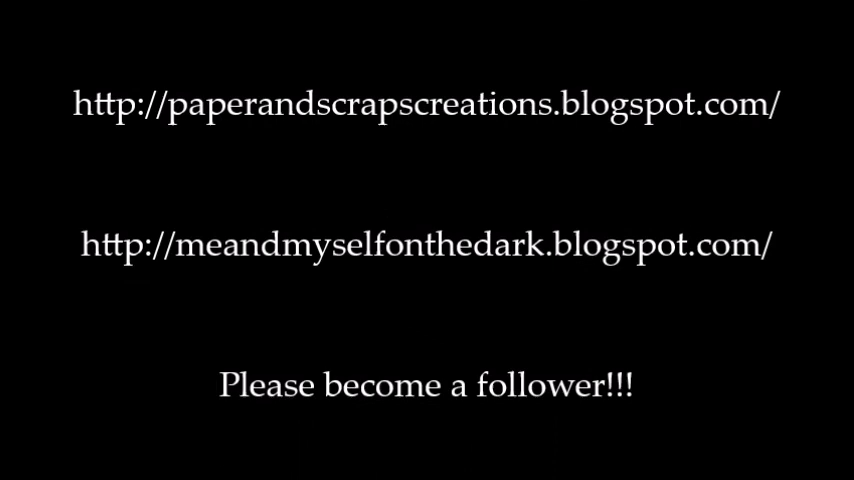 http://paperandscrapscreations.blogspot.com/
http://meandmyselfonthedark.blogspot.com/
Please become a follower!!!